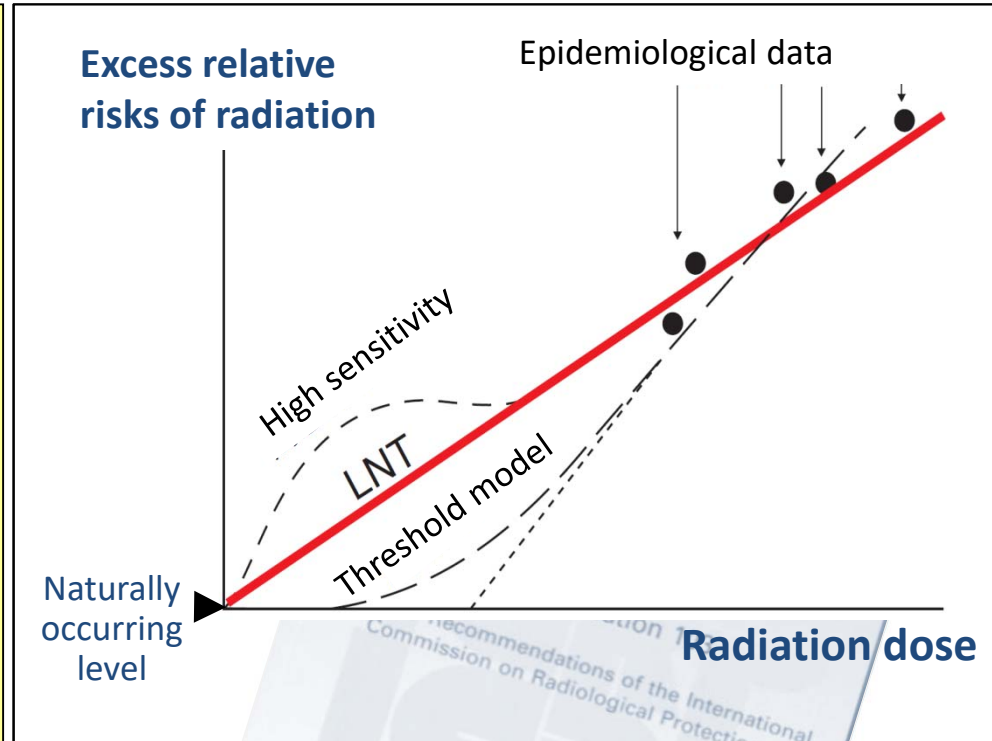 Excess relative
risks of radiation
Epidemiological data
High sensitivity
LNT
Threshold model
Naturally
occurring
level
Radiation dose
Recommendations of the International
Commission on Radiological